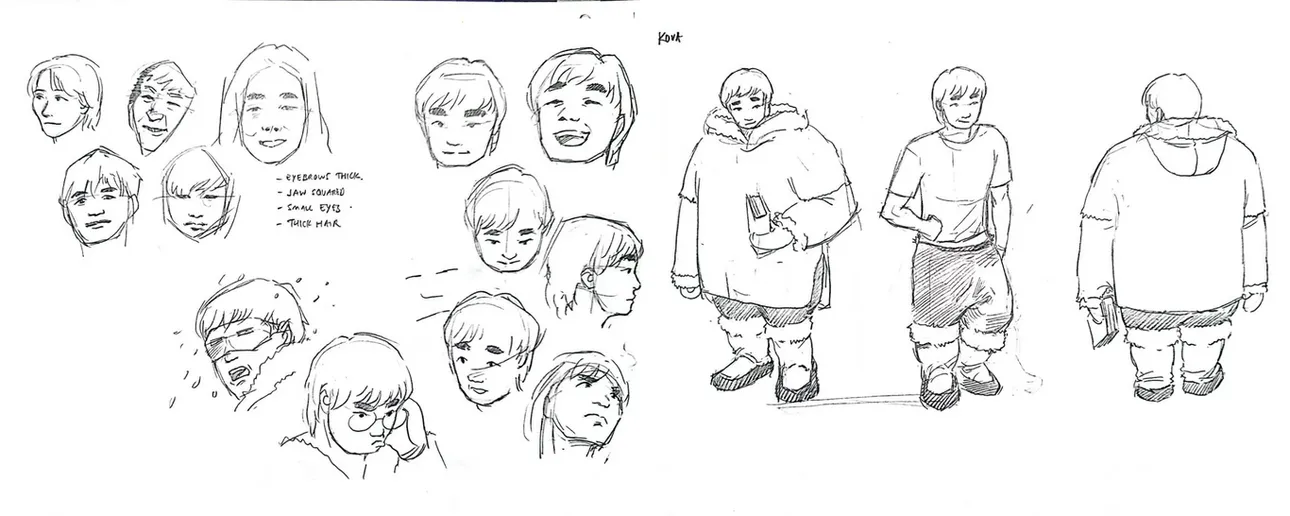 KOVA
- EYEBROWS THICK.
- JAW SQUARED
- SMALL EYES
- THICK HAIR